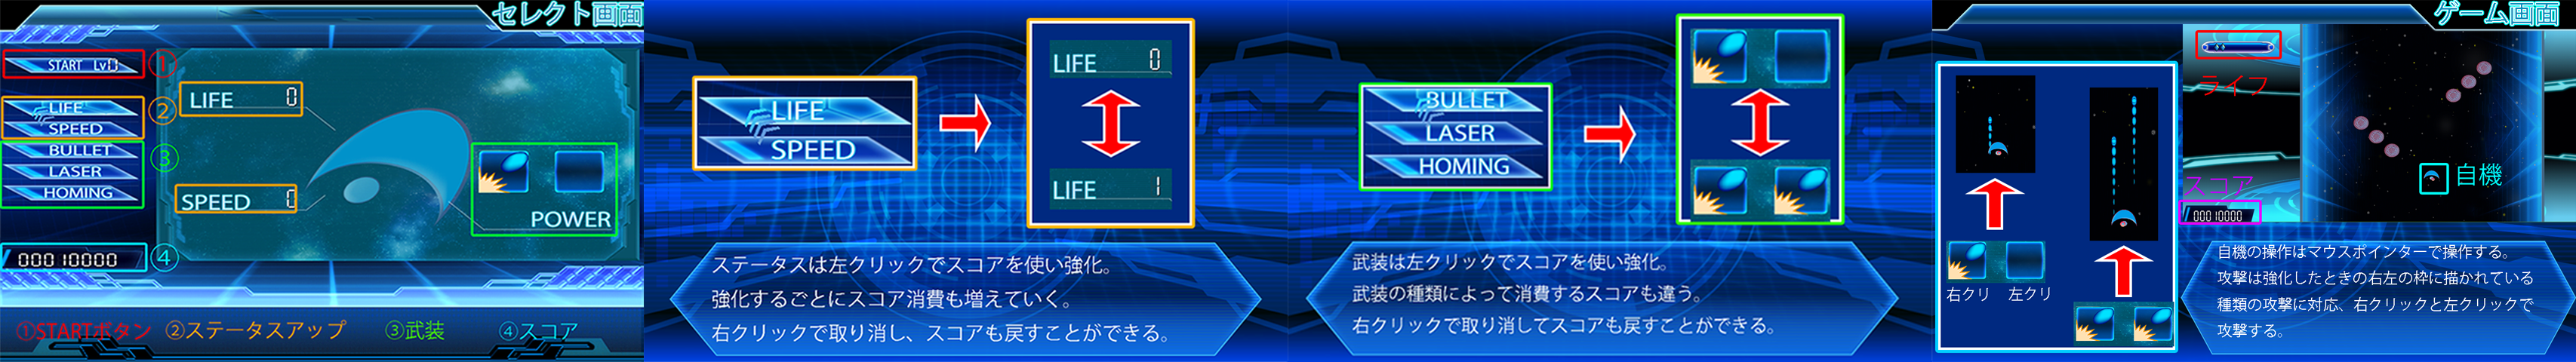 セレクト画面
START Lv0
①
LIFE
SPEED
②
BULLET
LASER
HOMING
③
00010000
④
LIFE 0
SPEED 0
POWER
①STARTボタン ②ステータスアップ ③武装 ④スコア
LIFE
SPEED
LIFE 0
LIFE 1
ステータスは左クリックでスコアを使い強化。
強化するごとにスコア消費も増えていく。
右クリックで取り消し、スコアも戻すことができる。
BULLET
LASER
HOMING
武装は左クリックでスコアを使い強化。
武装の種類によって消費するスコアも違う。
右クリックで取り消してスコアも戻すことができる。
ゲーム画面
ライフ
自機
スコア
00010000
右クリ 左クリ
自機の操作はマウスポインターで操作する。
攻撃は強化したときの右左の枠に描かれている
種類の攻撃に対応、右クリックと左クリックで
攻撃する。